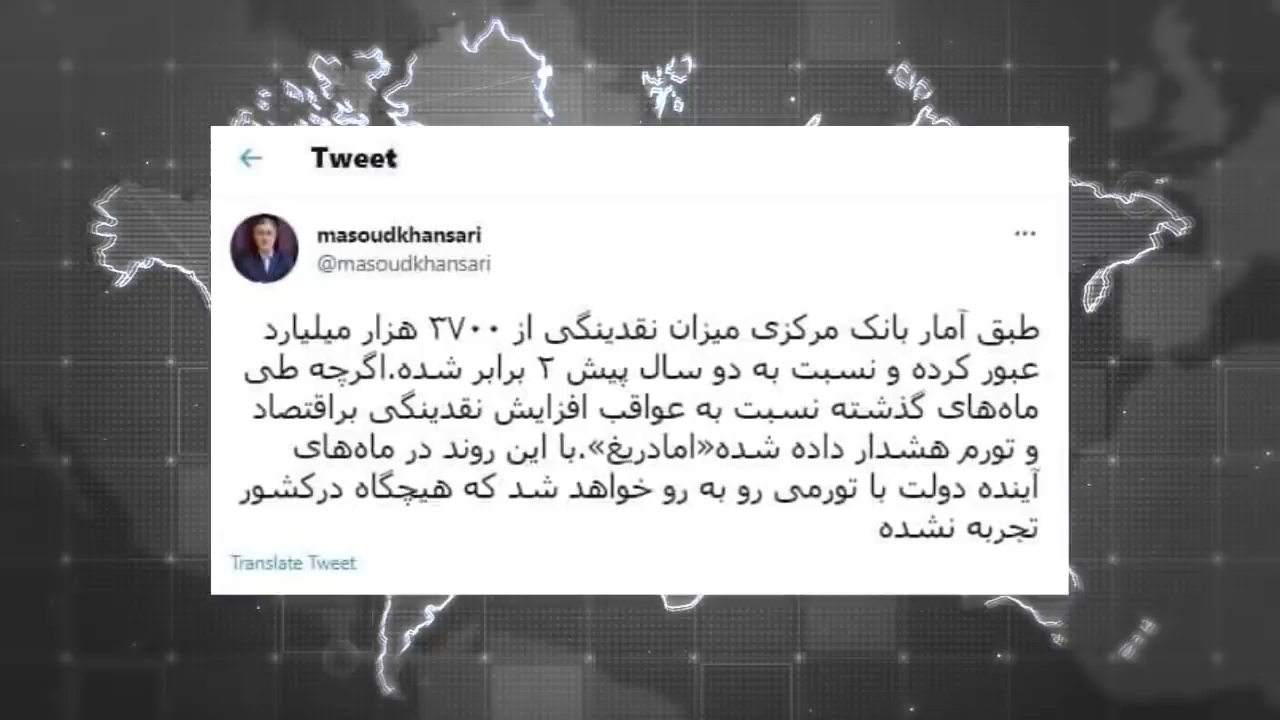 Tweet
masoudkhansari
@masoudkhansari
طبق آمار بانک مرکزی میزان نقدینگی از ۳۷۰۰ هزار میلیارد
عبور کرده و نسبت به دو سال پیش ۲ برابر شده.اگرچه طی
ماه‌های گذشته نسبت به عواقب افزایش نقدینگی براقتصاد
و تورم هشدار داده شده«امادریغ».با این روند در ماه‌های
آینده دولت با تورمی رو به رو خواهد شد که هیچگاه درکشور
تجربه نشده
Translate Tweet